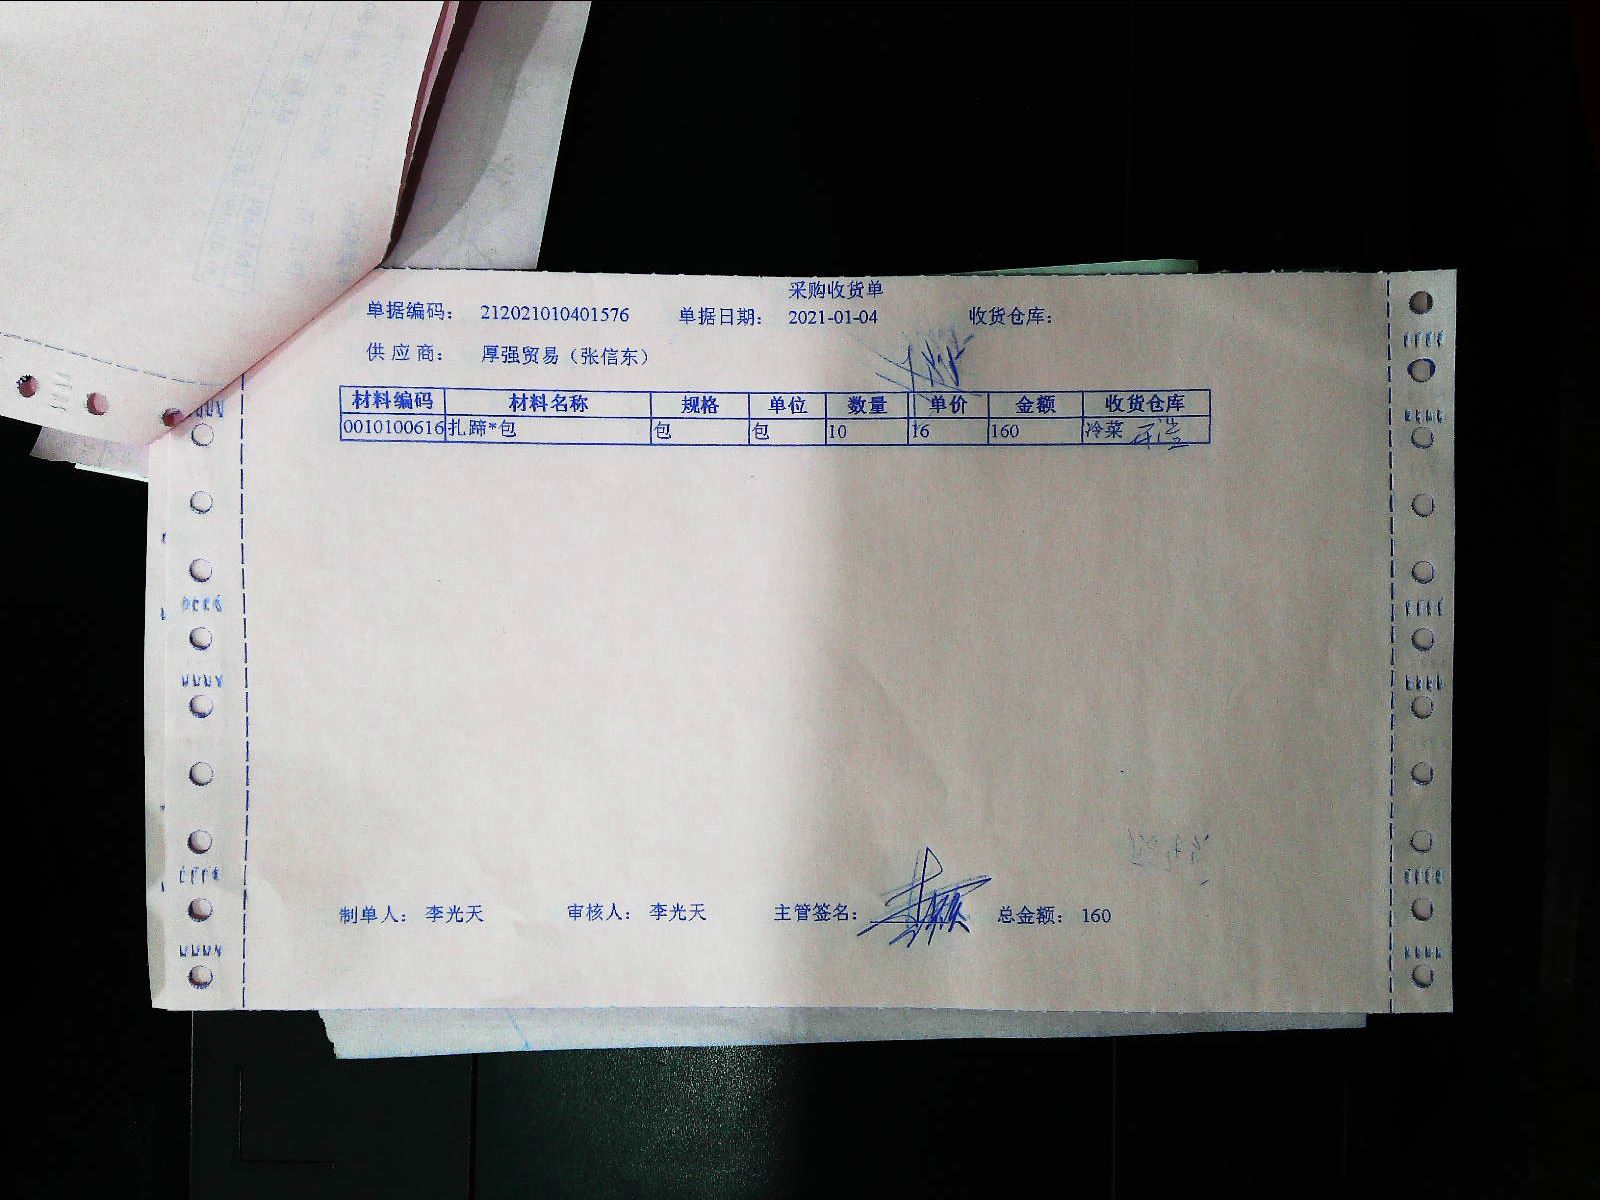 采购收货单
单据编码: 212021010401576 单据日期: 2021-01-04 收货仓库:
供 应 商: 厚强贸易（张信东）
材料编码 材料名称 规格 单位 数量 单价 金额 收货仓库
0010100616 扎蹄*包 包 包 10 16 160 冷菜
制单人: 李光天 审核人: 李光天 主管签名: 总金额: 160